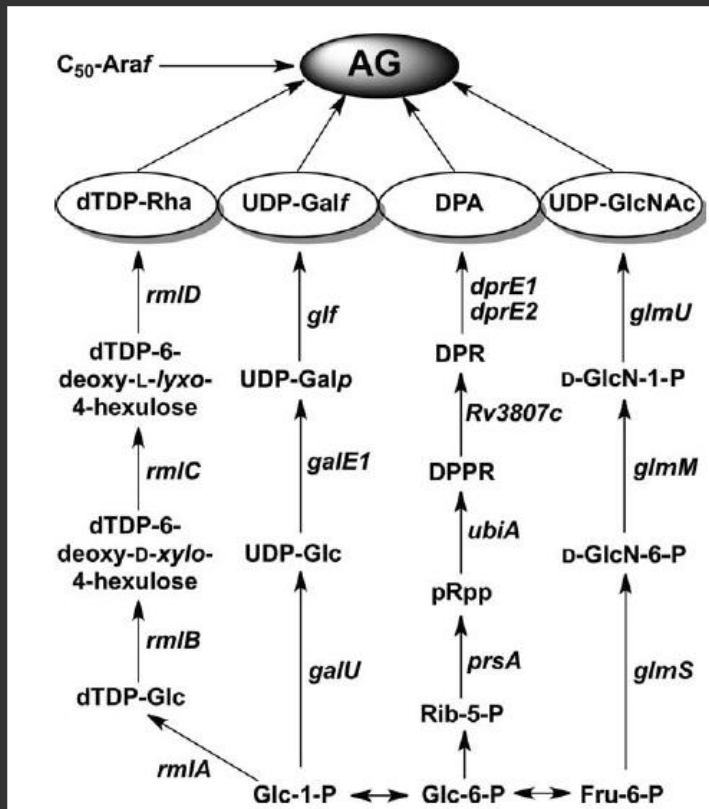 C50-Araf
AG
dTDP-Rha
UDP-Galf
DPA
UDP-GlcNAc
rmlD
glf
dprE1
dprE2
glmU
dTDP-6-
deoxy-L-lyxo-
4-hexulose
UDP-Galp
DPR
D-GlcN-1-P
rmlC
galE1
Rv3807c
glmM
dTDP-6-
deoxy-D-xylo-
4-hexulose
UDP-Glc
DPPR
D-GlcN-6-P
ubiA
pRpp
rmlB
galU
prsA
glmS
dTDP-Glc
Rib-5-P
rmlA
Glc-1-P
Glc-6-P
Fru-6-P